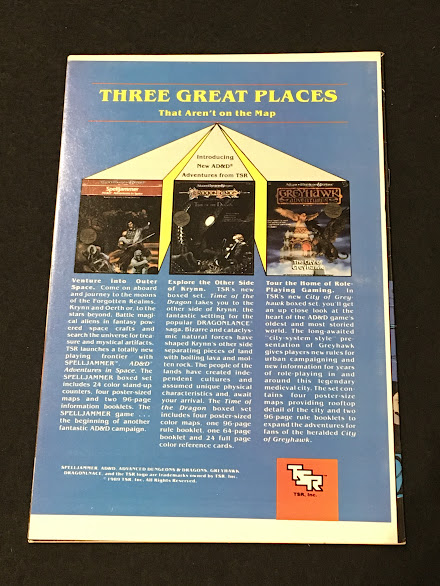 THREE GREAT PLACES
That Aren't on the Map
Introducing
New AD&D®
Adventures from TSR
Spelljammer
GREYHAWK
ADVENTURES
Venture into Outer
Space. Come on aboard
and journey to the moons
of the Forgotten Realms,
Krynn and Oerth or, to the
stars beyond. Battle magi-
cal aliens in fantasy pow-
ered space crafts and
search the universe for trea-
sure and mystical artifacts.
TSR launches a totally new
playing frontier with
SPELLJAMMER™, AD&D®
Adventures in Space. The
SPELLJAMMER boxed set
includes 24 color stand-up
counters, four poster-sized
maps and two 96-page
information booklets. The
SPELLJAMMER game . . .
the beginning of another
fantastic AD&D campaign.
Explore the Other Side
of Krynn. TSR's new
boxed set, Time of the
Dragon takes you to the
other side of Krynn, the
fantastic setting for the
popular DRAGONLANCE®
saga. Bizarre and cataclys-
mic natural forces have
shaped Krynn's other side
separating pieces of land
with boiling lava and mol-
ten rock. The people of the
lands have created inde-
pendent cultures and
assumed unique physical
characteristics and, await
your arrival. The Time of
the Dragon boxed set
includes four poster-sized
color maps, one 96-page
rule booklet, one 64-page
booklet and 24 full page
color reference cards.
Tour the Home of Role-
Playing Gaming. In
TSR's new City of Grey-
hawk boxed set, you'll get
an up close look at the
heart of the AD&D game's
oldest and most storied
world. The long-awaited
"city-system style" pre-
sentation of Greyhawk
gives players new rules for
urban campaigning and
new information for years
of role-playing in and
around this legendary
medieval city. The set con-
tains four poster-size
maps providing rooftop
detail of the city and two
96-page rule booklets to
expand the adventures for
fans of the heralded City of
Greyhawk.
SPELLJAMMER, AD&D, ADVANCED DUNGEONS & DRAGONS, GREYHAWK,
DRAGONLANCE, and the TSR logo are trademarks owned by TSR, Inc.
©1989 TSR, Inc. All Rights Reserved.
TSR
TSR, Inc.